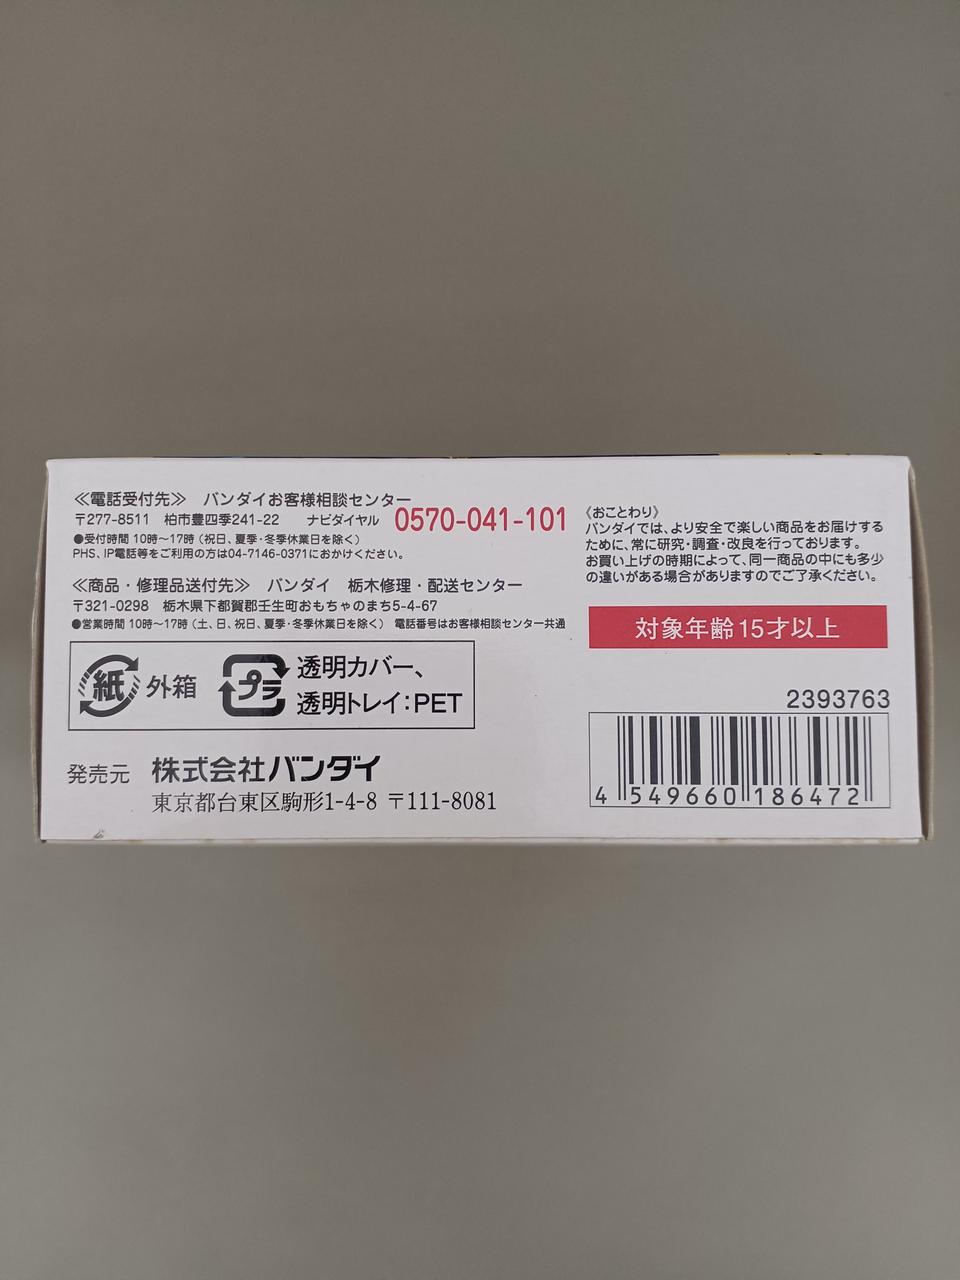 ≪電話受付先≫ バンダイお客様相談センター
〒277-8511 柏市豊四季241-22 ナビダイヤル 0570-041-101
●受付時間 10時～17時（祝日、夏季・冬季休業日を除く）
PHS、IP電話等をご利用の方は04-7146-0371におかけください。
≪商品・修理品送付先≫ バンダイ 栃木修理・配送センター
〒321-0298 栃木県下都賀郡壬生町おもちゃのまち5-4-67
●営業時間 10時～17時（土、日、祝日、夏季・冬季休業日を除く） 電話番号はお客様相談センター共通
紙 外箱
プラ 透明カバー、
透明トレイ：PET
発売元 株式会社バンダイ
東京都台東区駒形1-4-8 〒111-8081
《おことわり》
バンダイでは、より安全で楽しい商品をお届けする
ために、常に研究・調査・改良を行っております。
お買い上げの時期によって、同一商品の中にも多少
の違いがある場合がありますのでご了承ください。
対象年齢15才以上
2393763
4 549660 186472